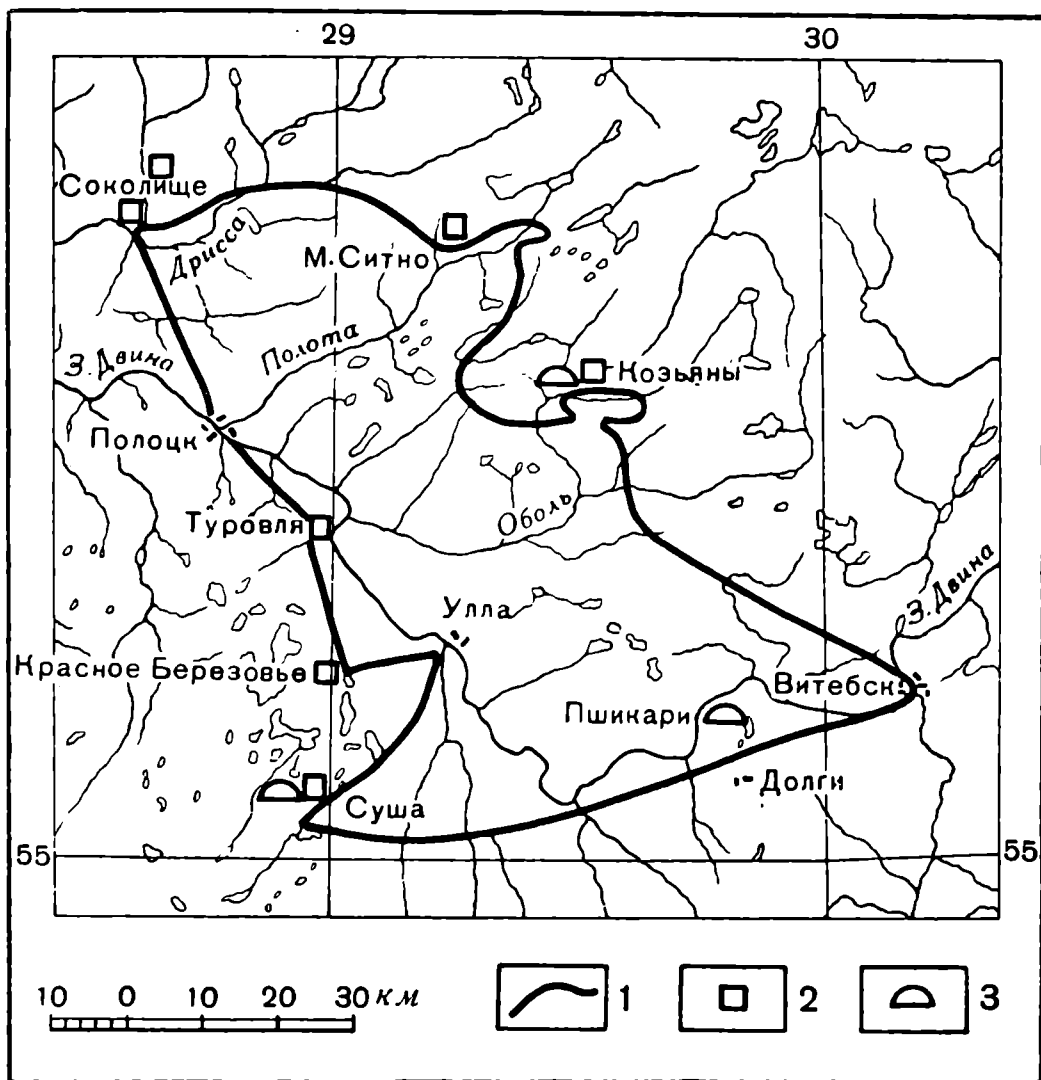 29 30
Соколище
Дрисса
М. Ситно
З. Двина
Полота
Козьяны
Полоцк
Туровля
Оболь
З. Двина
Улла
Красное Березовье
Витебск
Пшикари
Долги
Суша
55 55
10 0 10 20 30 км
1 2 3